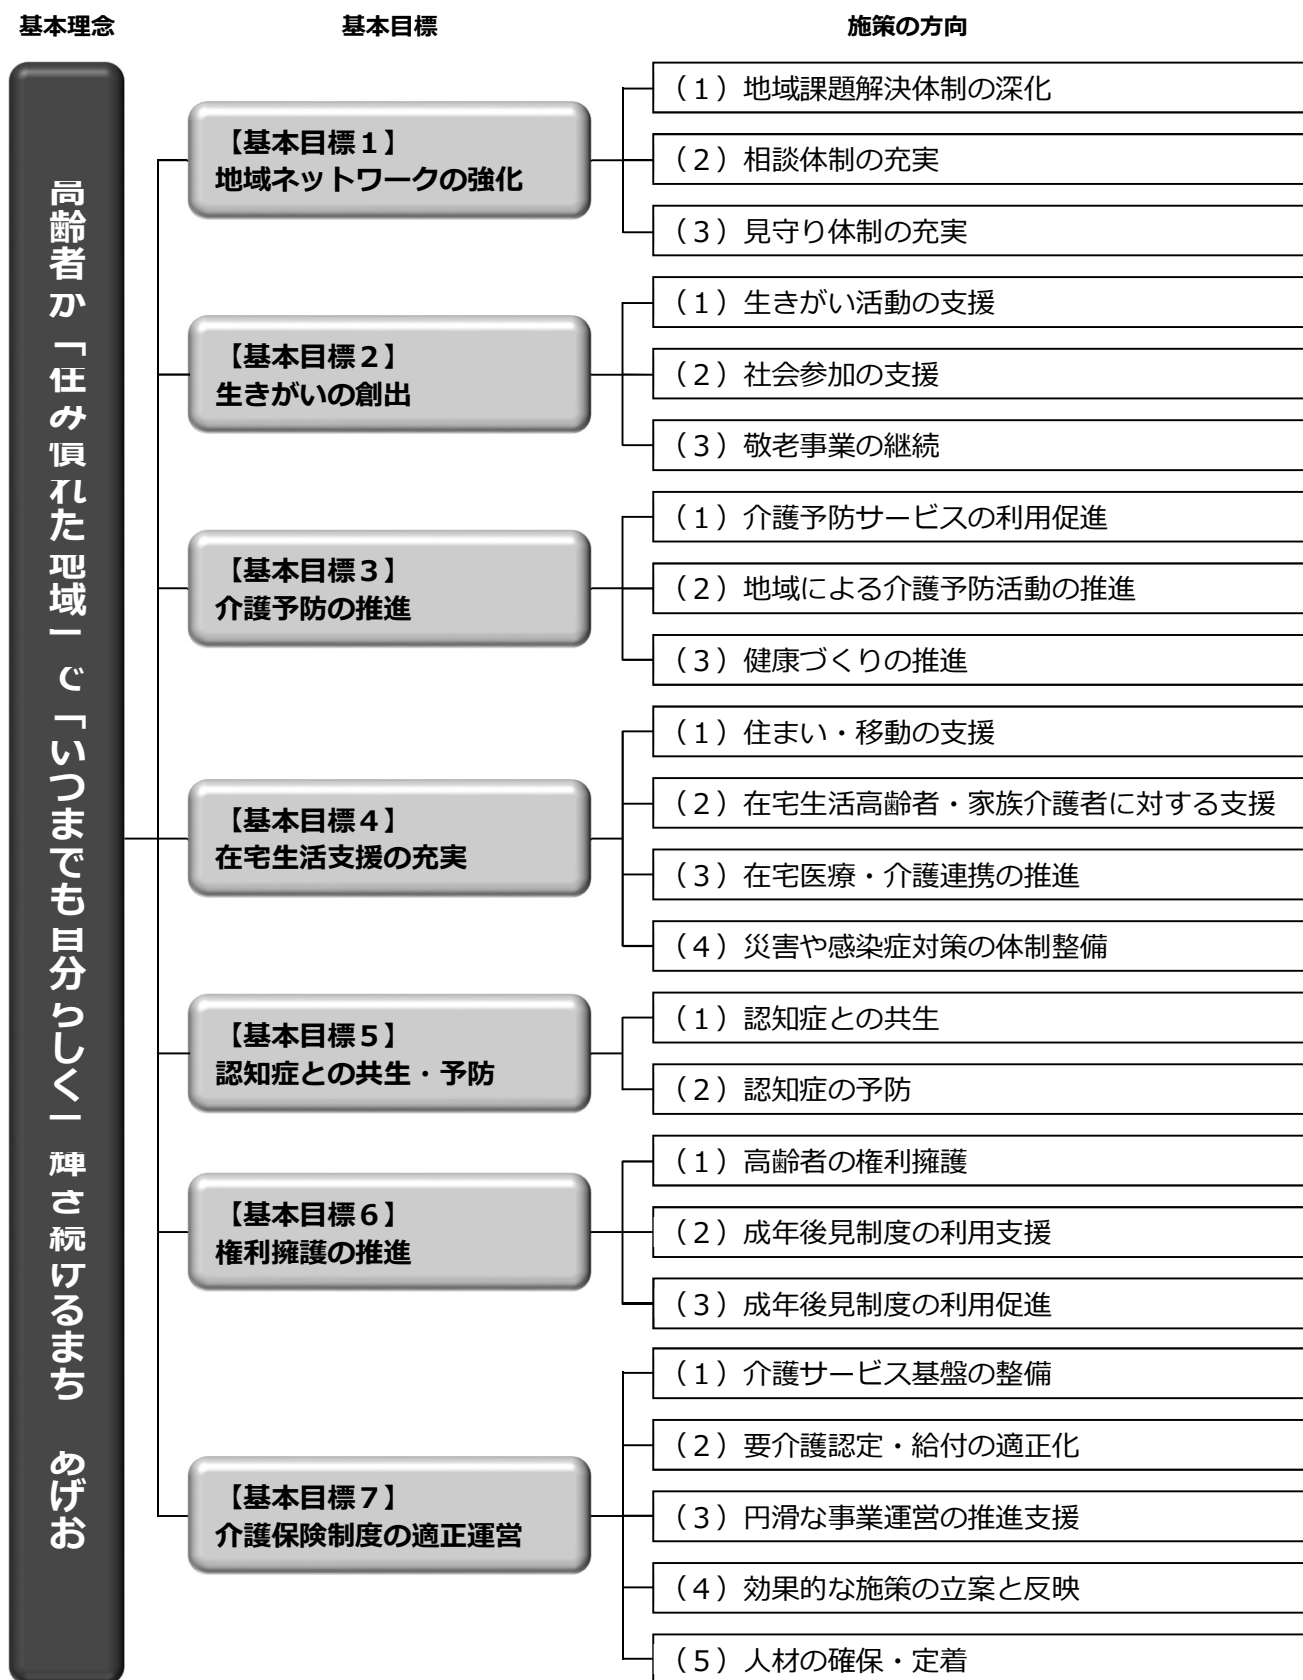 基本理念
基本目標
施策の方向
高齢者が「住み慣れた地域」で「いつまでも自分らしく」輝き続けるまち　あげお
【基本目標１】
地域ネットワークの強化
（１）地域課題解決体制の深化
（２）相談体制の充実
（３）見守り体制の充実
【基本目標２】
生きがいの創出
（１）生きがい活動の支援
（２）社会参加の支援
（３）敬老事業の継続
【基本目標３】
介護予防の推進
（１）介護予防サービスの利用促進
（２）地域による介護予防活動の推進
（３）健康づくりの推進
【基本目標４】
在宅生活支援の充実
（１）住まい・移動の支援
（２）在宅生活高齢者・家族介護者に対する支援
（３）在宅医療・介護連携の推進
（４）災害や感染症対策の体制整備
【基本目標５】
認知症との共生・予防
（１）認知症との共生
（２）認知症の予防
【基本目標６】
権利擁護の推進
（１）高齢者の権利擁護
（２）成年後見制度の利用支援
（３）成年後見制度の利用促進
【基本目標７】
介護保険制度の適正運営
（１）介護サービス基盤の整備
（２）要介護認定・給付の適正化
（３）円滑な事業運営の推進支援
（４）効果的な施策の立案と反映
（５）人材の確保・定着